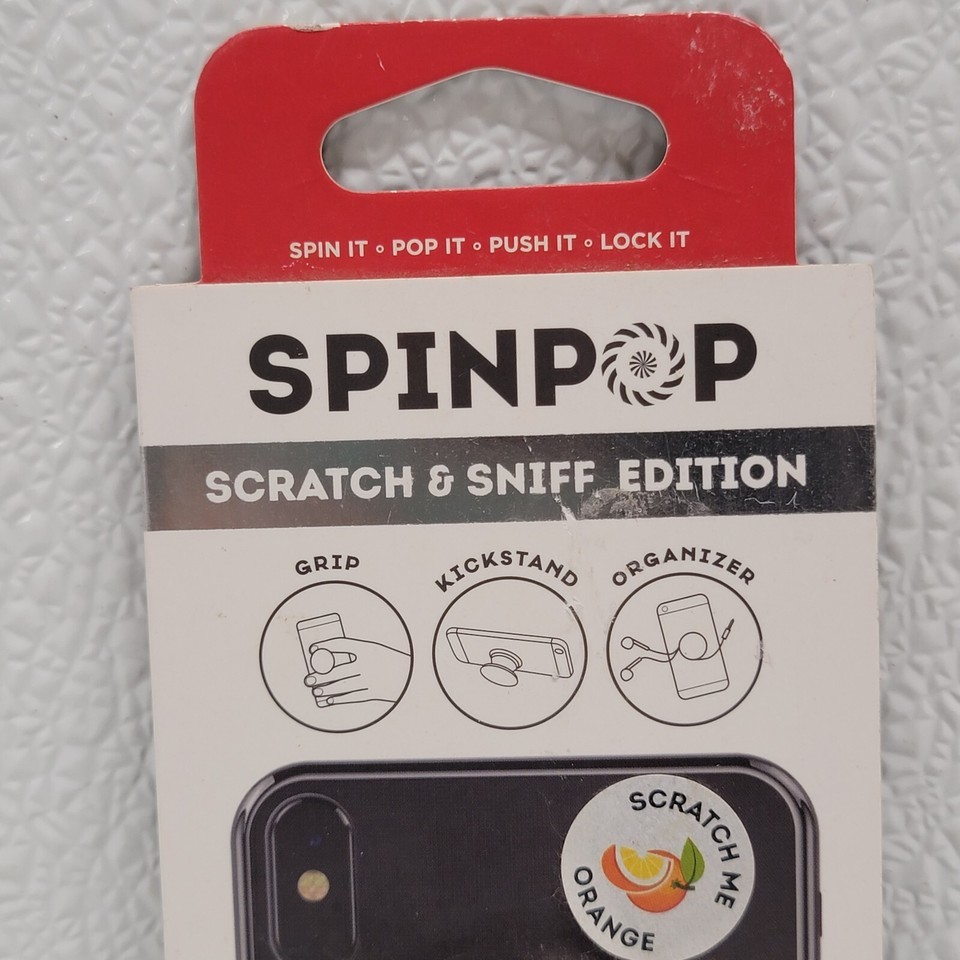 SPIN IT ◦ POP IT ◦ PUSH IT ◦ LOCK IT
SPINPOP
SCRATCH & SNIFF EDITION
GRIP
KICKSTAND
ORGANIZER
SCRATCH ME
ORANGE